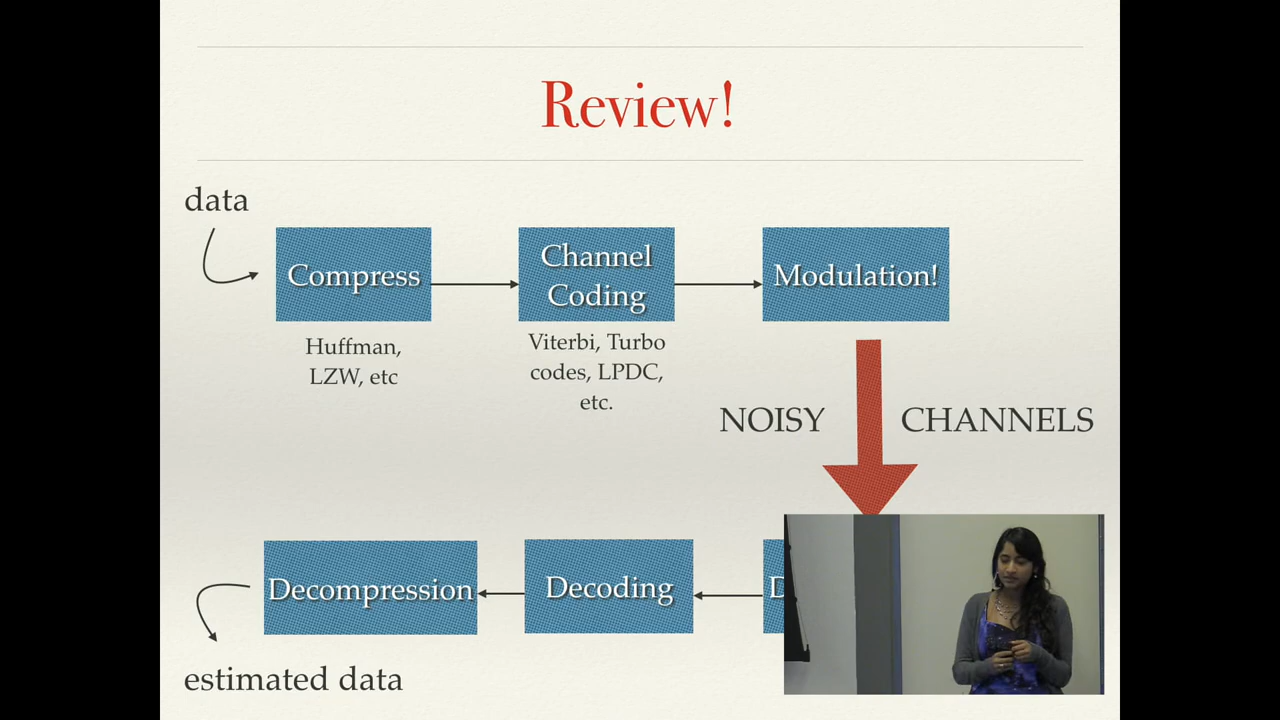 Review!
data
Compress
Channel
Coding
Modulation!
Huffman,
LZW, etc
Viterbi, Turbo
codes, LPDC,
etc.
NOISY
CHANNELS
Decompression
Decoding
D
estimated data